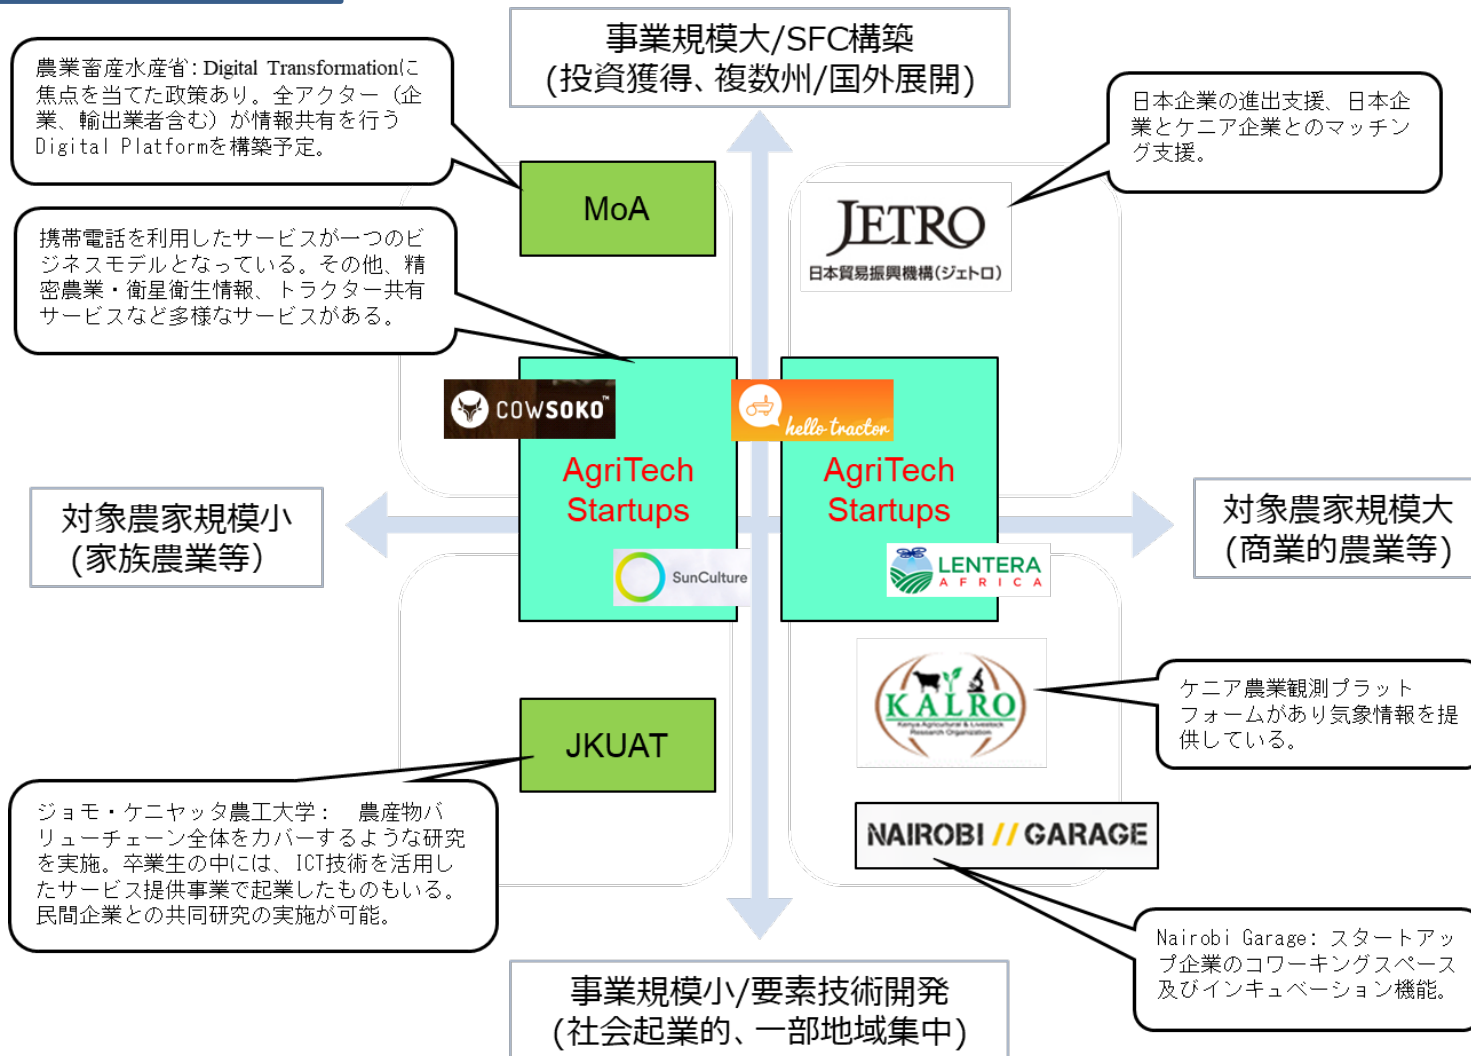 事業規模大/SFC構築
(投資獲得、複数州/国外展開)
農業畜産水産省: Digital Transformationに
焦点を当てた政策あり。全アクター（企
業、輸出業者含む）が情報共有を行う
Digital Platformを構築予定。
日本企業の進出支援、日本企
業とケニア企業とのマッチン
グ支援。
MoA
JETRO
日本貿易振興機構(ジェトロ)
携帯電話を利用したサービスが一つのビ
ジネスモデルとなっている。その他、精
密農業・衛星衛生情報、トラクター共有
サービスなど多様なサービスがある。
COWSOKO™
hello tractor
AgriTech
Startups
AgriTech
Startups
対象農家規模小
(家族農業等）
対象農家規模大
(商業的農業等)
SunCulture
LENTERA
AFRICA
KALRO
Kenya Agricultural & Livestock
Research Organization
ケニア農業観測プラット
フォームがあり気象情報を提
供している。
JKUAT
ジョモ・ケニヤッタ農工大学：　農産物バ
リューチェーン全体をカバーするような研究
を実施。卒業生の中には、ICT技術を活用し
たサービス提供事業で起業したものもいる。
民間企業との共同研究の実施が可能。
NAIROBI // GARAGE
Nairobi Garage: スタートアッ
プ企業のコワーキングスペース
及びインキュベーション機能。
事業規模小/要素技術開発
(社会起業的、一部地域集中)